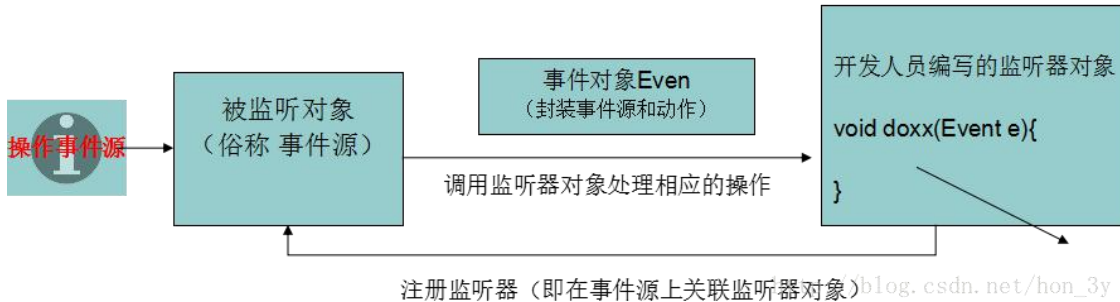 操作事件源
被监听对象
（俗称 事件源）
事件对象Even
（封装事件源和动作）
调用监听器对象处理相应的操作
开发人员编写的监听器对象
void doxx(Event e){
}
注册监听器（即在事件源上关联监听器对象）
//blog.csdn.net/hon_3y